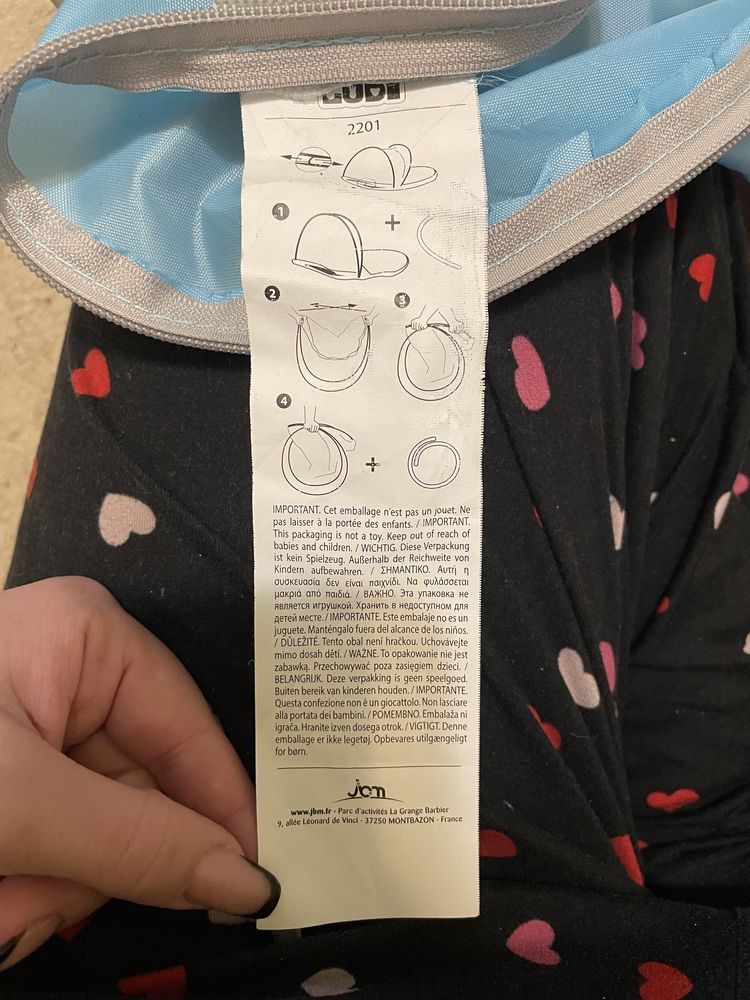 LUDI
2201
1
+
2
3
4
+
IMPORTANT. Cet emballage n'est pas un jouet. Ne
pas laisser à la portée des enfants. / IMPORTANT.
This packaging is not a toy. Keep out of reach of
babies and children. / WICHTIG. Diese Verpackung
ist kein Spielzeug. Außerhalb der Reichweite von
Kindern aufbewahren. / ΣΗΜΑΝΤΙΚΟ. Αυτή η
συσκευασία δεν είναι παιχνίδι. Να φυλάσσεται
μακριά από παιδιά. / ВАЖНО. Эта упаковка не
является игрушкой. Хранить в недоступном для
детей месте. / IMPORTANTE. Este embalaje no es un
juguete. Manténgalo fuera del alcance de los niños.
/ DŮLEŽITÉ. Tento obal není hračkou. Uchovávejte
mimo dosah dětí. / WAŻNE. To opakowanie nie jest
zabawką. Przechowywać poza zasięgiem dzieci. /
BELANGRIJK. Deze verpakking is geen speelgoed.
Buiten bereik van kinderen houden. / IMPORTANTE.
Questa confezione non è un giocattolo. Non lasciare
alla portata dei bambini. / POMEMBNO. Embalaža ni
igrača. Hranite izven dosega otrok. / VIGTIGT. Denne
emballage er ikke legetøj. Opbevares utilgængeligt
for børn.
jbm
www.jbm.fr - Parc d'activités La Grange Barbier
9, allée Léonard de Vinci - 37250 MONTBAZON - France